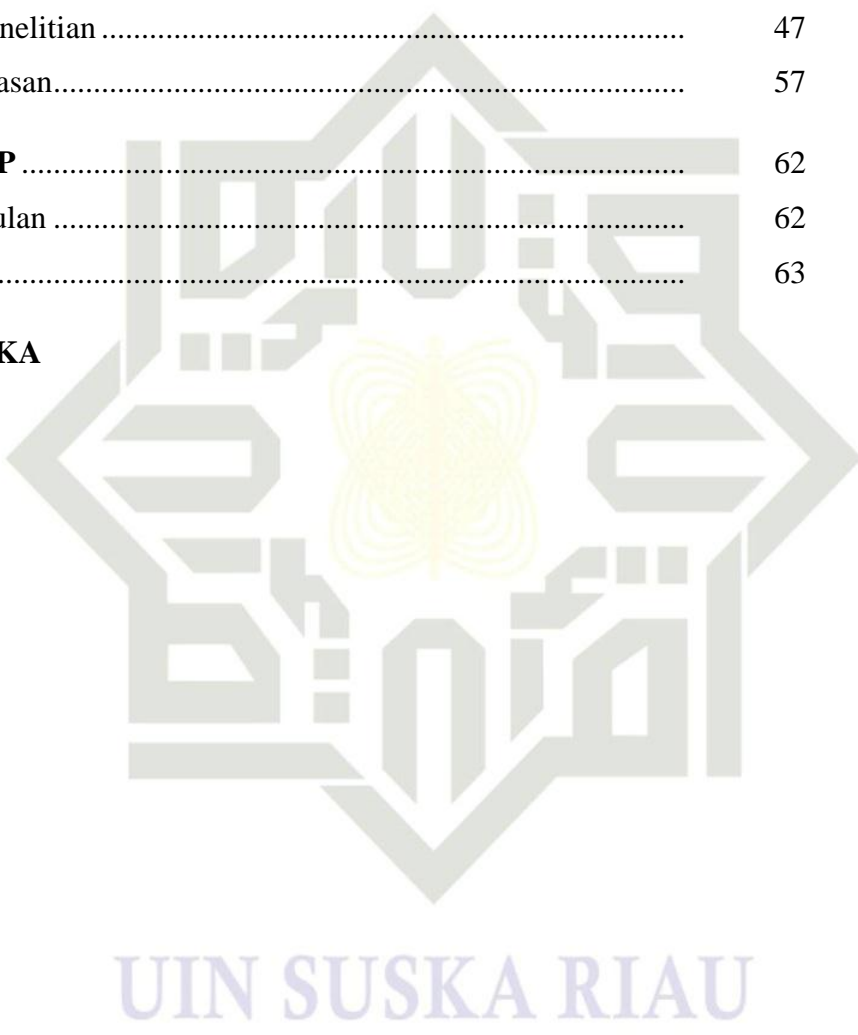 nelitian ........................................................................ 47
asan.............................................................................. 57
P .................................................................................. 62
ulan .............................................................................. 62
..................................................................................... 63
KA
UIN SUSKA RIAU